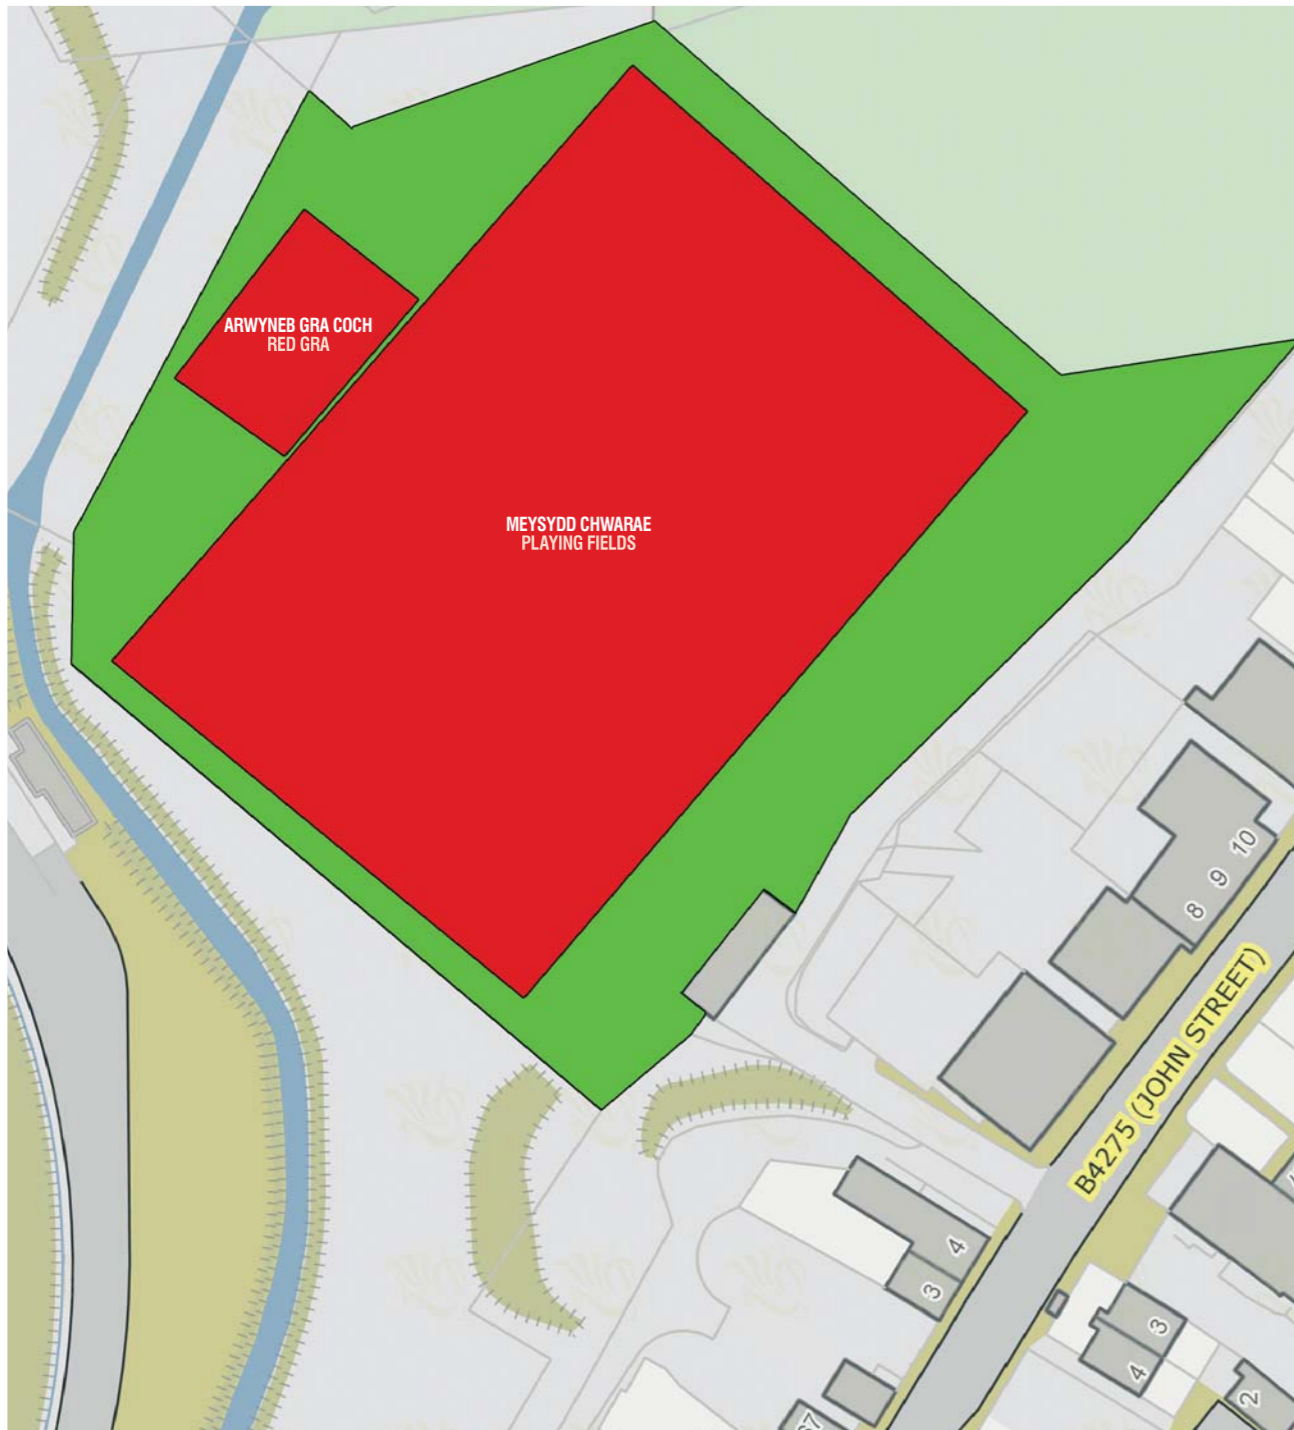 ARWYNEB GRA COCH
RED GRA
MEYSYDD CHWARAE
PLAYING FIELDS
10
9
8
B4275 (JOHN STREET)
4
3
3
4
2